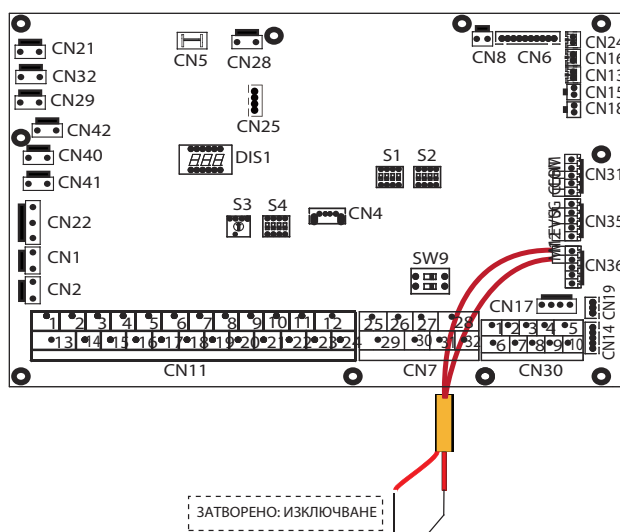 CN21
CN32
CN29
CN42
CN40
CN41
CN22
CN1
CN2
CN5
CN28
CN25
DIS1
S3
S4
CN4
S1
S2
SW9
CN8
CN6
CN24
CN16
CN13
CN15
CN18
CN31
CN35
CN36
CN17
CN19
CN14
1 2 3 4 5 6 7 8 9 10 11 12
13 14 15 16 17 18 19 20 21 22 23 24
CN11
25 26 27 28
29 30 31 32
CN7
1 2 3 4 5
6 7 8 9 10
CN30
ЗАТВОРЕНО: ИЗКЛЮЧВАНЕ